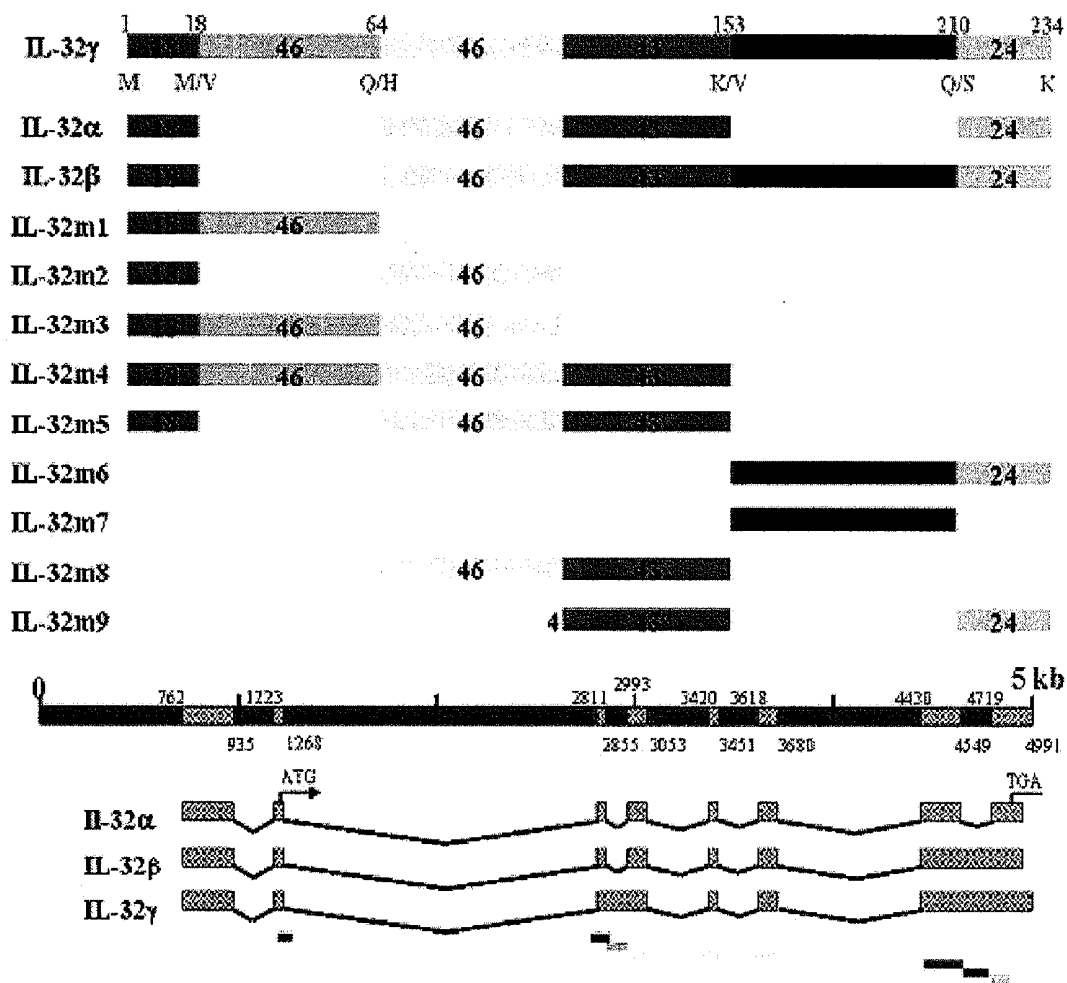 1 18 64 153 210 234
IL-32γ 46 46 24
M M/V Q/H K/V Q/S K
IL-32α 46 24
IL-32β 46 24
IL-32m1 46
IL-32m2 46
IL-32m3 46 46
IL-32m4 46 46
IL-32m5 46
IL-32m6 24
IL-32m7
IL-32m8 46
IL-32m9 4 24
0 5 kb
762 1223 2811 2993 3420 3618 4430 4719
935 1268 2855 3053 3451 3680 4549 4991
ATG TGA
Il-32α
IL-32β
IL-32γ